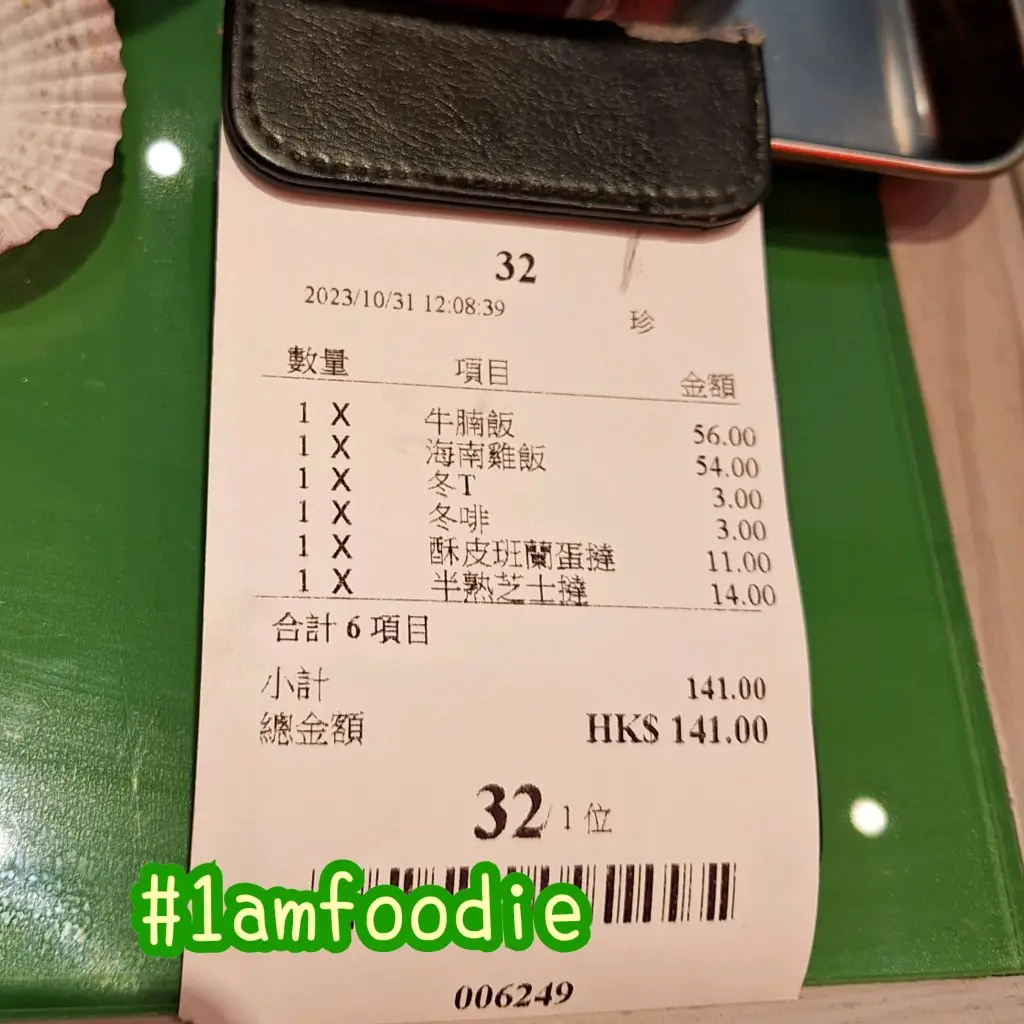 32
2023/10/31 12:08:39 珍
數量 項目 金額
1 X 牛腩飯 56.00
1 X 海南雞飯 54.00
1 X 冬T 3.00
1 X 冬啡 3.00
1 X 酥皮班蘭蛋撻 11.00
1 X 半熟芝士撻 14.00
合計 6 項目
小計 141.00
總金額 HK$ 141.00
32/1 位
#1amfoodie
006249